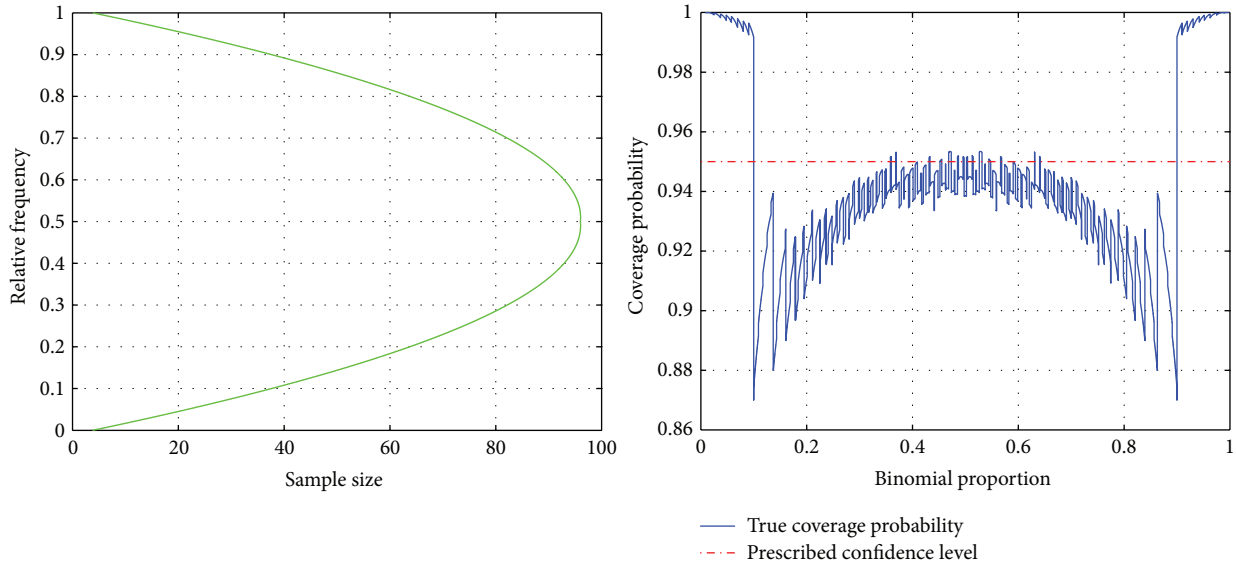 1
0.9
0.8
0.7
0.6
0.5
0.4
0.3
0.2
0.1
0
Relative frequency
0 20 40 60 80 100
Sample size
1
0.98
0.96
0.94
0.92
0.9
0.88
0.86
Coverage probability
0 0.2 0.4 0.6 0.8 1
Binomial proportion
True coverage probability
Prescribed confidence level